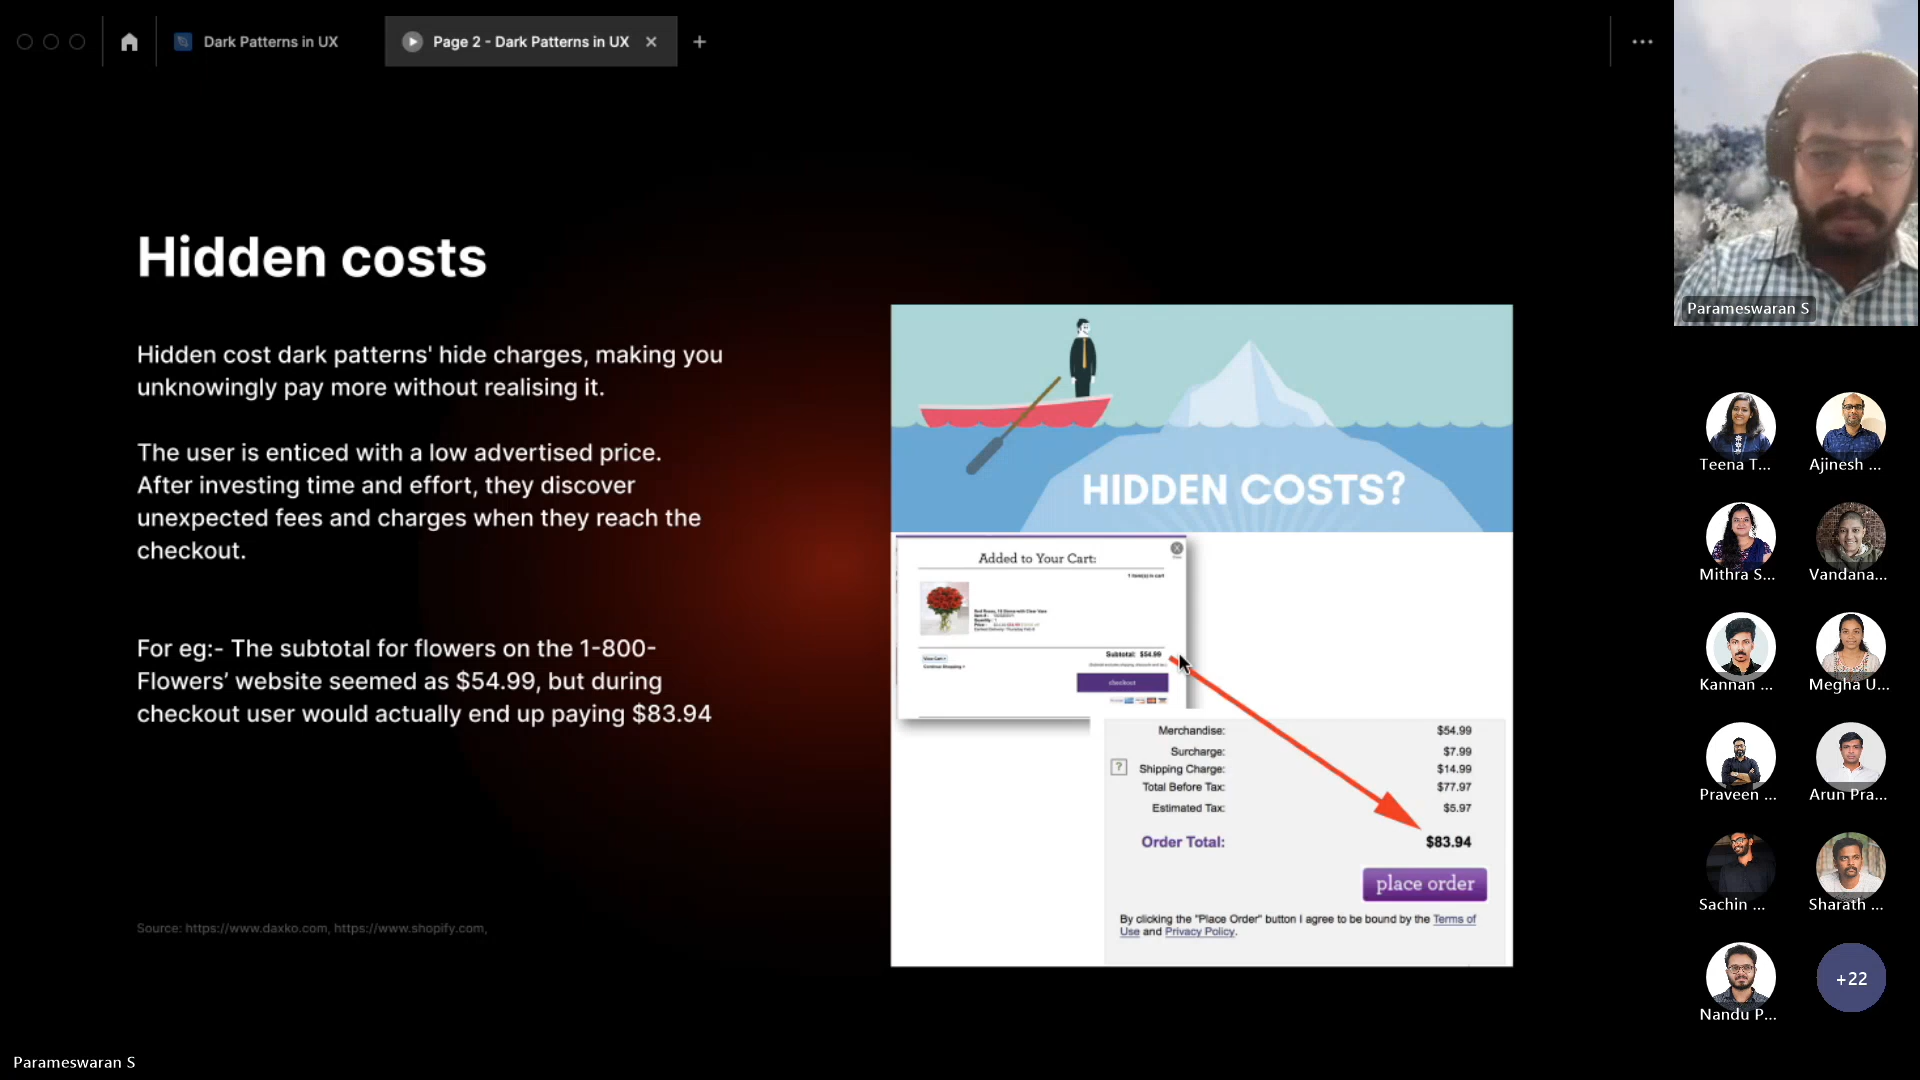 Dark Patterns in UX
Page 2 - Dark Patterns in UX
Hidden costs
Hidden cost dark patterns' hide charges, making you
unknowingly pay more without realising it.
The user is enticed with a low advertised price.
After investing time and effort, they discover
unexpected fees and charges when they reach the
checkout.
For eg:- The subtotal for flowers on the 1-800-
Flowers’ website seemed as $54.99, but during
checkout user would actually end up paying $83.94
Source: https://www.daxko.com, https://www.shopify.com,
HIDDEN COSTS?
Added to Your Cart:
1 item(s) in cart
Subtotal: $54.99
checkout
Merchandise: $54.99
Surcharge: $7.99
? Shipping Charge: $14.99
Total Before Tax: $77.97
Estimated Tax: $5.97
Order Total: $83.94
place order
By clicking the "Place Order" button I agree to be bound by the Terms of
Use and Privacy Policy.
Parameswaran S
Teena T...
Ajinesh ...
Mithra S...
Vandana...
Kannan ...
Megha U...
Praveen ...
Arun Pra...
Sachin ...
Sharath ...
Nandu P...
+22
Parameswaran S